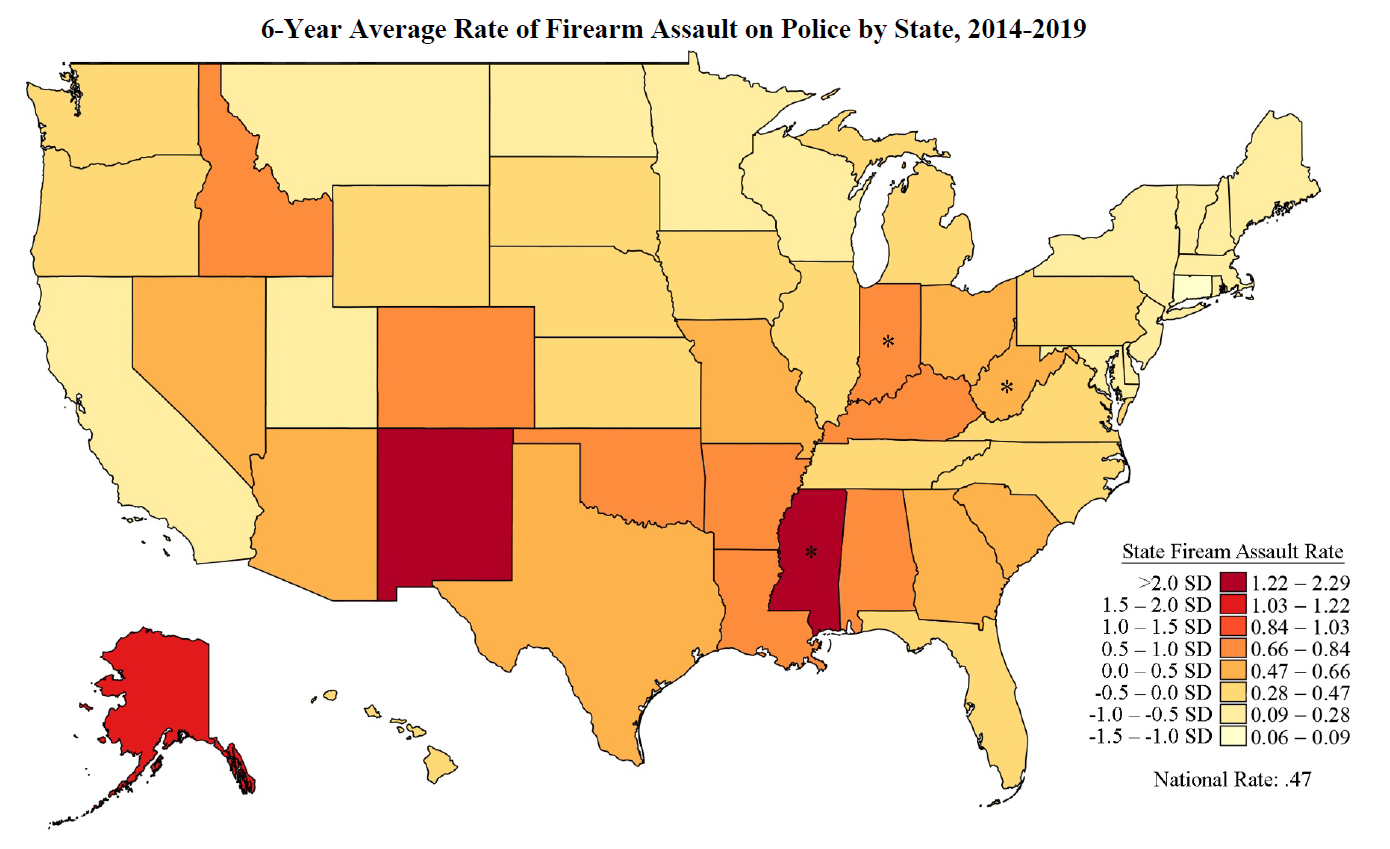 6-Year Average Rate of Firearm Assault on Police by State, 2014-2019
*
*
*
State Fiream Assault Rate
>2.0 SD 1.22 – 2.29
1.5 – 2.0 SD 1.03 – 1.22
1.0 – 1.5 SD 0.84 – 1.03
0.5 – 1.0 SD 0.66 – 0.84
0.0 – 0.5 SD 0.47 – 0.66
-0.5 – 0.0 SD 0.28 – 0.47
-1.0 – -0.5 SD 0.09 – 0.28
-1.5 – -1.0 SD 0.06 – 0.09
National Rate: .47